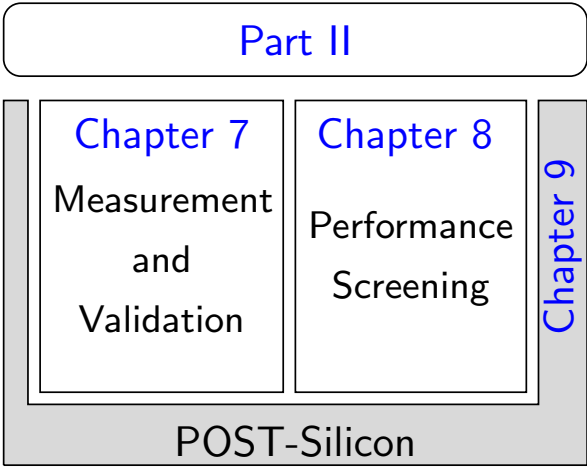 Part II
Chapter 7
Measurement
and
Validation
Chapter 8
Performance
Screening
Chapter 9
POST-Silicon